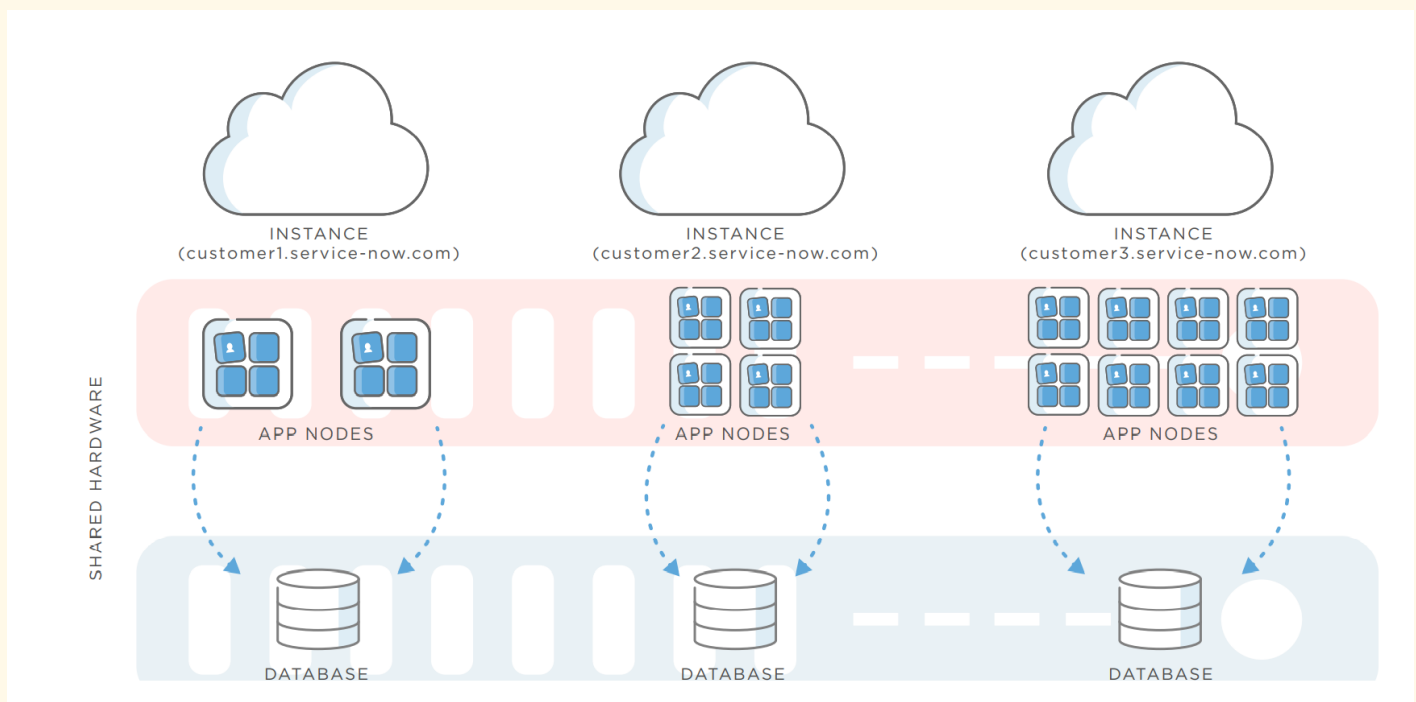 INSTANCE
(customer1.service-now.com)
INSTANCE
(customer2.service-now.com)
INSTANCE
(customer3.service-now.com)
SHARED HARDWARE
APP NODES
APP NODES
APP NODES
DATABASE
DATABASE
DATABASE